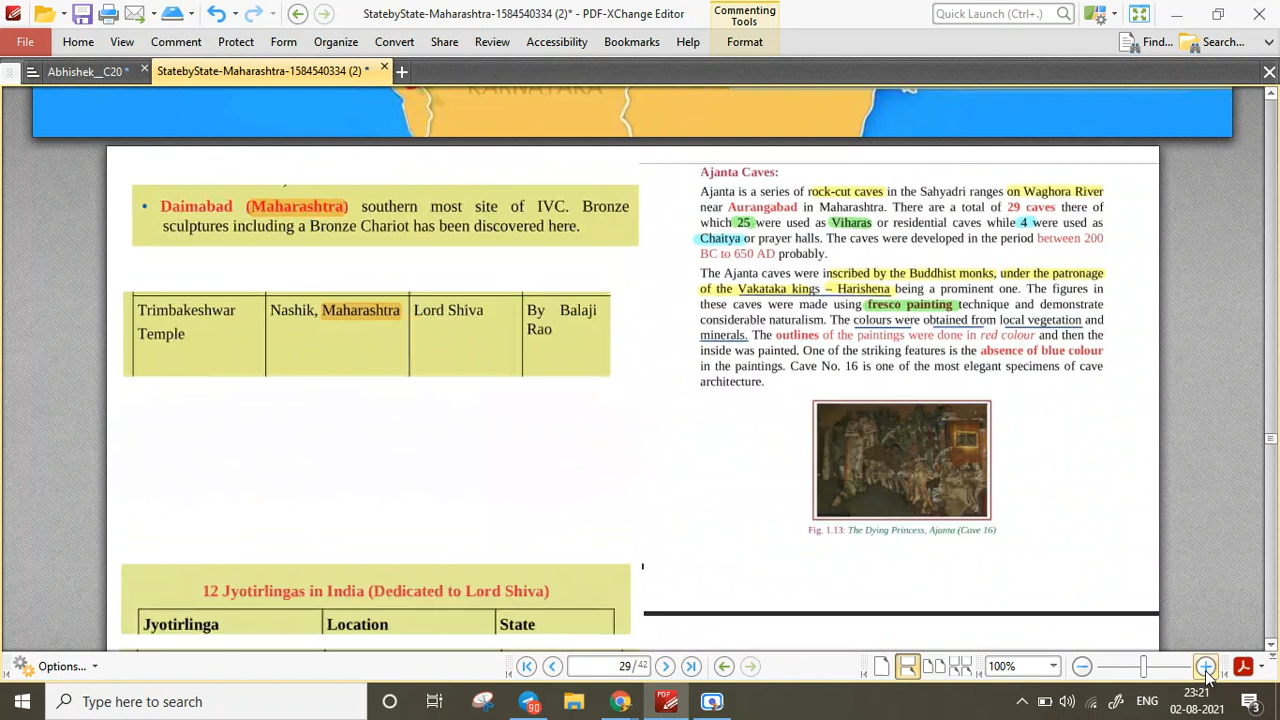 StatebyState-Maharashtra-1584540334 (2)* - PDF-XChange Editor
Commenting
Tools
Quick Launch (Ctrl+.)
File
Home
View
Comment
Protect
Form
Organize
Convert
Share
Review
Accessibility
Bookmarks
Help
Format
Find...
Search...
Abhishek__C20 *
StatebyState-Maharashtra-1584540334 (2) *
KARNATAKA
• Daimabad (Maharashtra) southern most site of IVC. Bronze
sculptures including a Bronze Chariot has been discovered here.
Trimbakeshwar
Temple
Nashik, Maharashtra
Lord Shiva
By Balaji
Rao
12 Jyotirlingas in India (Dedicated to Lord Shiva)
Jyotirlinga
Location
State
Ajanta Caves:
Ajanta is a series of rock-cut caves in the Sahyadri ranges on Waghora River
near Aurangabad in Maharashtra. There are a total of 29 caves there of
which 25 were used as Viharas or residential caves while 4 were used as
Chaitya or prayer halls. The caves were developed in the period between 200
BC to 650 AD probably.
The Ajanta caves were inscribed by the Buddhist monks, under the patronage
of the Vakataka kings – Harishena being a prominent one. The figures in
these caves were made using fresco painting technique and demonstrate
considerable naturalism. The colours were obtained from local vegetation and
minerals. The outlines of the paintings were done in red colour and then the
inside was painted. One of the striking features is the absence of blue colour
in the paintings. Cave No. 16 is one of the most elegant specimens of cave
architecture.
Fig. 1.13: The Dying Princess, Ajanta (Cave 16)
Options...
29 / 42
100%
Type here to search
90
ENG
23:21
02-08-2021
3